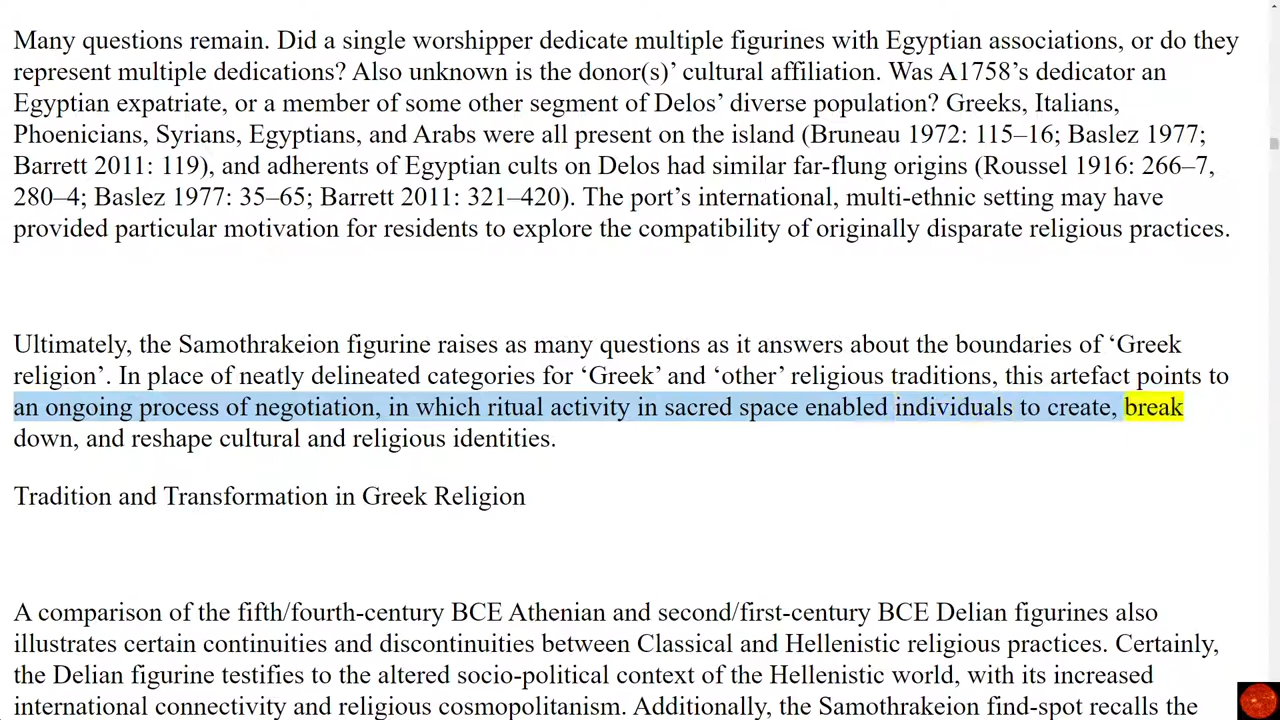 Many questions remain. Did a single worshipper dedicate multiple figurines with Egyptian associations, or do they
represent multiple dedications? Also unknown is the donor(s)’ cultural affiliation. Was A1758’s dedicator an
Egyptian expatriate, or a member of some other segment of Delos’ diverse population? Greeks, Italians,
Phoenicians, Syrians, Egyptians, and Arabs were all present on the island (Bruneau 1972: 115–16; Baslez 1977;
Barrett 2011: 119), and adherents of Egyptian cults on Delos had similar far-flung origins (Roussel 1916: 266–7,
280–4; Baslez 1977: 35–65; Barrett 2011: 321–420). The port’s international, multi-ethnic setting may have
provided particular motivation for residents to explore the compatibility of originally disparate religious practices.
Ultimately, the Samothrakeion figurine raises as many questions as it answers about the boundaries of ‘Greek
religion’. In place of neatly delineated categories for ‘Greek’ and ‘other’ religious traditions, this artefact points to
an ongoing process of negotiation, in which ritual activity in sacred space enabled individuals to create, break
down, and reshape cultural and religious identities.
Tradition and Transformation in Greek Religion
A comparison of the fifth/fourth-century BCE Athenian and second/first-century BCE Delian figurines also
illustrates certain continuities and discontinuities between Classical and Hellenistic religious practices. Certainly,
the Delian figurine testifies to the altered socio-political context of the Hellenistic world, with its increased
international connectivity and religious cosmopolitanism. Additionally, the Samothrakeion find-spot recalls the